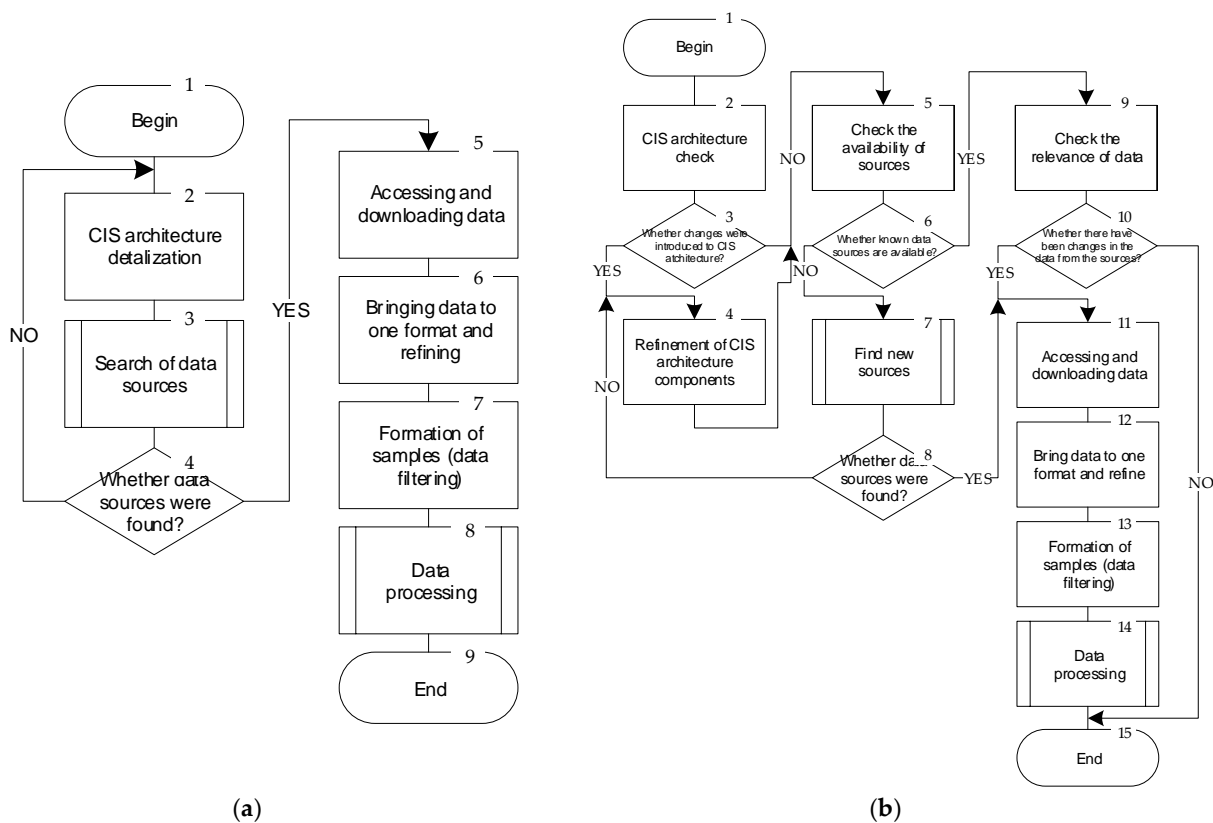 1
Begin
2
CIS architecture
detalization
3
Search of data
sources
4
Whether data
sources were
found?
NO
YES
5
Accessing and
downloading data
6
Bringing data to
one format and
refining
7
Formation of
samples (data
filtering)
8
Data
processing
9
End
(a)
1
Begin
2
CIS architecture
check
3
Whether changes were
introduced to CIS
atchitecture?
YES
NO
4
Refinement of CIS
architecture
components
NO
5
Check the
availability of
sources
6
Whether known data
sources are available?
NO
YES
7
Find new
sources
8
Whether data
sources were
found?
YES
9
Check the
relevance of data
10
Whether there have
been changes in the
data from the sources?
YES
NO
11
Accessing and
downloading data
12
Bring data to one
format and refine
13
Formation of
samples (data
filtering)
14
Data
processing
15
End
(b)